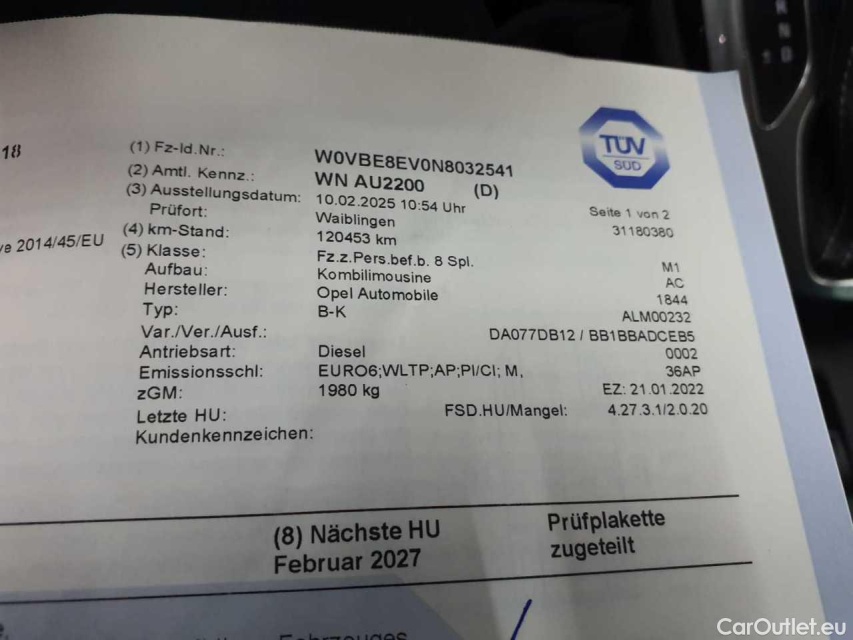 TÜV
SÜD
18
(1) Fz-Id.Nr.: W0VBE8EV0N8032541
(2) Amtl. Kennz.: WN AU2200 (D)
(3) Ausstellungsdatum: 10.02.2025 10:54 Uhr Seite 1 von 2
Prüfort: Waiblingen 31180380
(4) km-Stand: 120453 km
ve 2014/45/EU (5) Klasse: Fz.z.Pers.bef.b. 8 Spl. M1
Aufbau: Kombilimousine AC
Hersteller: Opel Automobile 1844
Typ: B-K ALM00232
Var./Ver./Ausf.: DA077DB12 / BB1BBADCEB5
Antriebsart: Diesel 0002
Emissionsschl: EURO6;WLTP;AP;PI/CI; M, 36AP
zGM: 1980 kg EZ: 21.01.2022
Letzte HU: FSD.HU/Mangel: 4.27.3.1/2.0.20
Kundenkennzeichen:
(8) Nächste HU Prüfplakette
Februar 2027 zugeteilt
Fahrzeuges
CarOutlet.eu